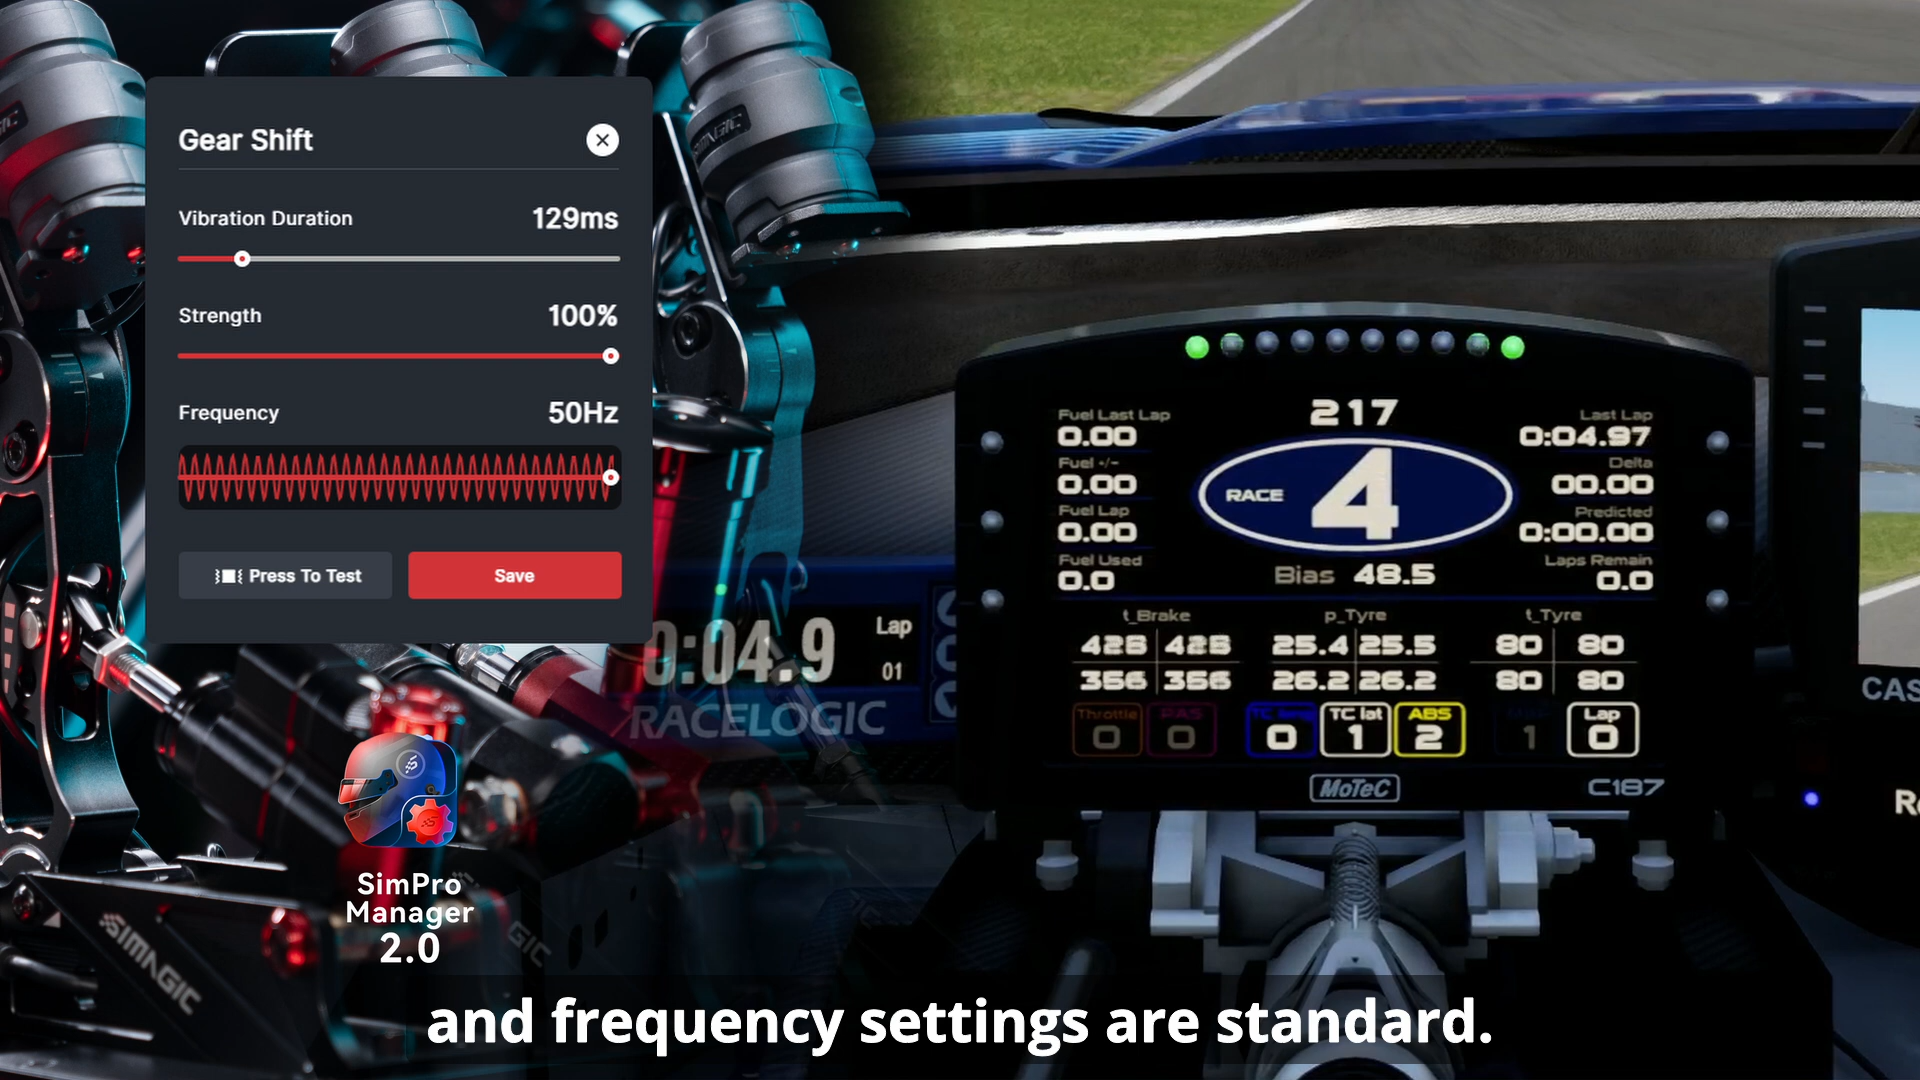 Gear Shift
Vibration Duration 129ms
Strength 100%
Frequency 50Hz
Press To Test
Save
SimPro
Manager
2.0
SIMAGIC
0:04.9
Lap
01
RACELOGIC
217
Fuel Last Lap
0.00
Fuel +/-
0.00
Fuel Lap
0.00
Fuel Used
0.0
RACE 4
Bias 48.5
Last Lap
0:04.97
Delta
00.00
Predicted
0:00.00
Laps Remain
0.0
t_Brake
428 428
356 356
p_Tyre
25.4 25.5
26.2 26.2
t_Tyre
80 80
80 80
Throttle
0
PAS
0
TC long
0
TC lat
1
ABS
2
1
Lap
0
MoTeC
C187
CAS
and frequency settings are standard.